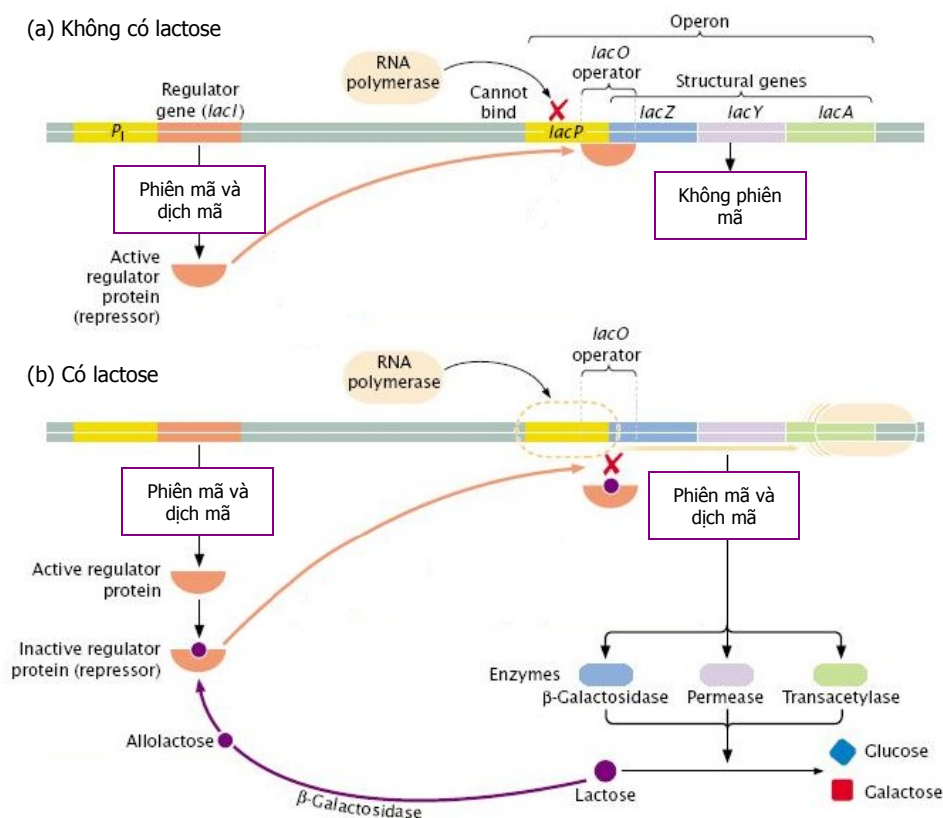 (a) Không có lactose
Operon
RNA
polymerase
lacO
operator
Structural genes
Regulator
gene (lacI)
Cannot
bind
lacZ
lacY
lacA
PI
lacP
Phiên mã và
dịch mã
Không phiên
mã
Active
regulator
protein
(repressor)
(b) Có lactose
RNA
polymerase
lacO
operator
Phiên mã và
dịch mã
Phiên mã và
dịch mã
Active regulator
protein
Inactive regulator
protein (repressor)
Enzymes
β-Galactosidase
Permease
Transacetylase
Allolactose
β-Galactosidase
Lactose
Glucose
Galactose